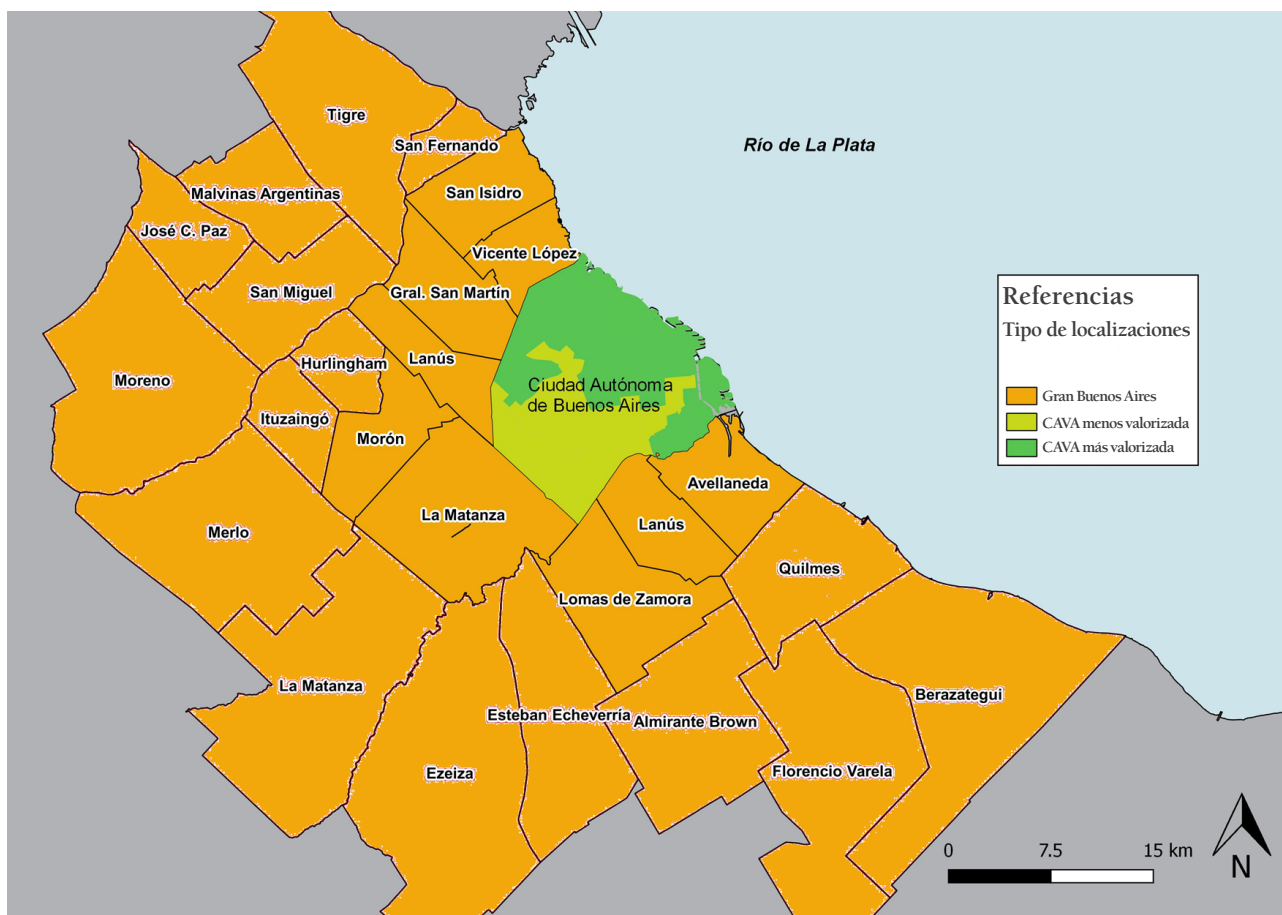 Tigre
San Fernando
Río de La Plata
Malvinas Argentinas
San Isidro
José C. Paz
Vicente López
San Miguel
Gral. San Martín
Referencias
Tipo de localizaciones
Gran Buenos Aires
CAVA menos valorizada
CAVA más valorizada
Hurlingham
Lanús
Moreno
Ciudad Autónoma
de Buenos Aires
Ituzaingó
Morón
Avellaneda
La Matanza
Lanús
Merlo
Quilmes
Lomas de Zamora
La Matanza
Berazategui
Esteban Echeverría
Almirante Brown
Ezeiza
Florencio Varela
0 7.5 15 km
N